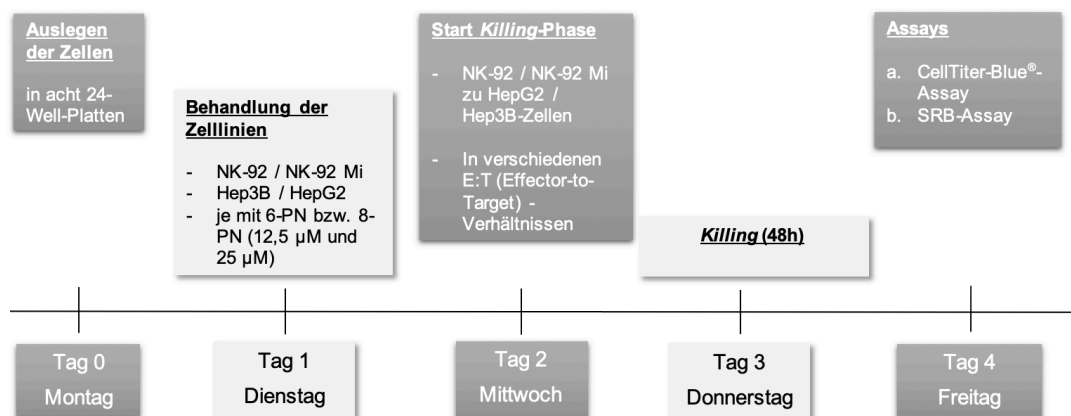 Auslegen
der Zellen
in acht 24-
Well-Platten
Behandlung der
Zelllinien
- NK-92 / NK-92 Mi
- Hep3B / HepG2
- je mit 6-PN bzw. 8-
PN (12,5 µM und
25 µM)
Start Killing-Phase
- NK-92 / NK-92 Mi
zu HepG2 /
Hep3B-Zellen
- In verschiedenen
E:T (Effector-to-
Target) -
Verhältnissen
Killing (48h)
Assays
a. CellTiter-Blue®-
Assay
b. SRB-Assay
Tag 0
Montag
Tag 1
Dienstag
Tag 2
Mittwoch
Tag 3
Donnerstag
Tag 4
Freitag